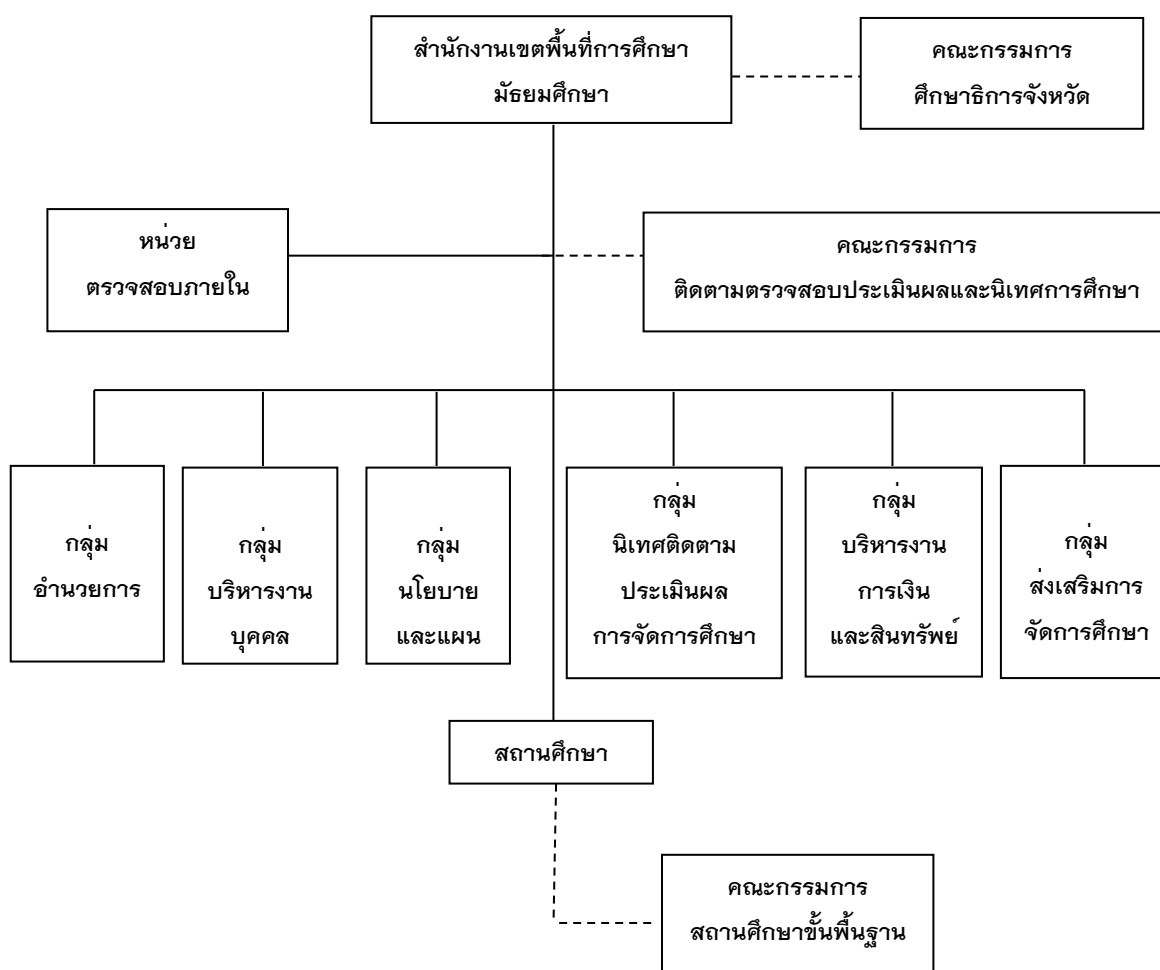 สำนักงานเขตพื้นที่การศึกษา
มัธยมศึกษา
คณะกรรมการ
ศึกษาธิการจังหวัด
หน่วย
ตรวจสอบภายใน
คณะกรรมการ
ติดตามตรวจสอบประเมินผลและนิเทศการศึกษา
กลุ่ม
อำนวยการ
กลุ่ม
บริหารงาน
บุคคล
กลุ่ม
นโยบาย
และแผน
กลุ่ม
นิเทศติดตาม
ประเมินผล
การจัดการศึกษา
กลุ่ม
บริหารงาน
การเงิน
และสินทรัพย์
กลุ่ม
ส่งเสริมการ
จัดการศึกษา
สถานศึกษา
คณะกรรมการ
สถานศึกษาขั้นพื้นฐาน